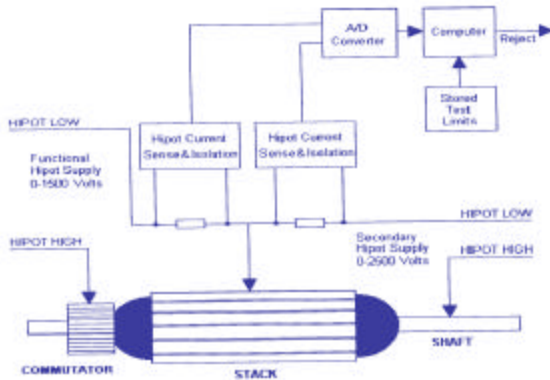 A/D
Converter
Computer
Reject
Stored
Test
Limits
HIPOT LOW
Hipot Current
Sense & Isolation
Hipot Current
Sense & Isolation
Functional
Hipot Supply
0-1500 Volts
HIPOT LOW
HIPOT HIGH
Secondary
Hipot Supply
0-2500 Volts
HIPOT HIGH
COMMUTATOR
STACK
SHAFT